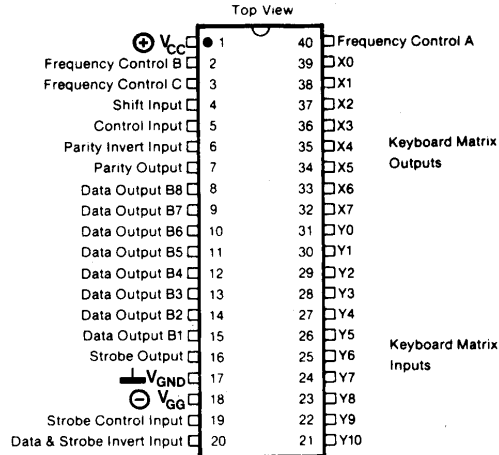 Top View
⊕ VCC 1 40 Frequency Control A
Frequency Control B 2 39 X0
Frequency Control C 3 38 X1
Shift Input 4 37 X2
Control Input 5 36 X3
Parity Invert Input 6 35 X4 Keyboard Matrix
Parity Output 7 34 X5 Outputs
Data Output B8 8 33 X6
Data Output B7 9 32 X7
Data Output B6 10 31 Y0
Data Output B5 11 30 Y1
Data Output B4 12 29 Y2
Data Output B3 13 28 Y3
Data Output B2 14 27 Y4
Data Output B1 15 26 Y5 Keyboard Matrix
Strobe Output 16 25 Y6 Inputs
VGND 17 24 Y7
⊖ VGG 18 23 Y8
Strobe Control Input 19 22 Y9
Data & Strobe Invert Input 20 21 Y10